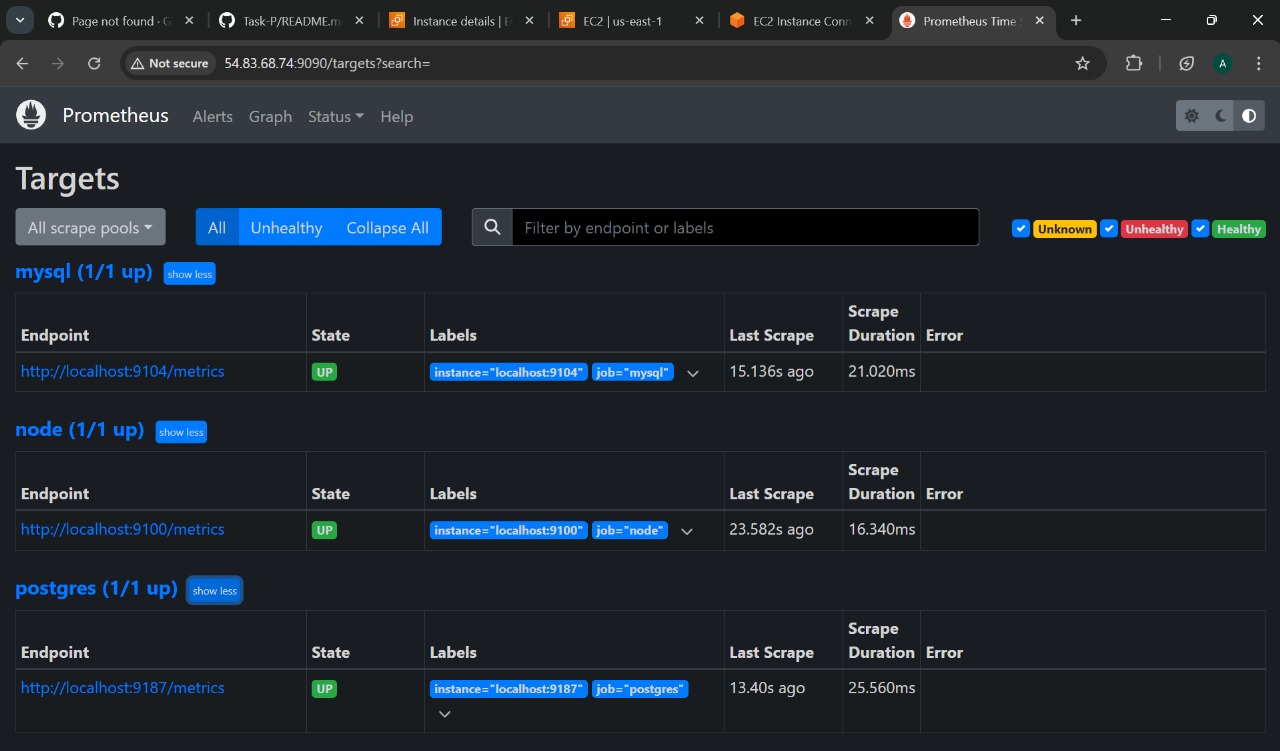 Page not found · G
Task-P/README.m
Instance details | E
EC2 | us-east-1
EC2 Instance Conn
Prometheus Time S
Not secure
54.83.68.74:9090/targets?search=
A
Prometheus
Alerts
Graph
Status
Help
Targets
All scrape pools
All
Unhealthy
Collapse All
Filter by endpoint or labels
Unknown
Unhealthy
Healthy
mysql (1/1 up) show less
Endpoint State Labels Last Scrape Scrape Duration Error
http://localhost:9104/metrics UP instance="localhost:9104" job="mysql" 15.136s ago 21.020ms
node (1/1 up) show less
Endpoint State Labels Last Scrape Scrape Duration Error
http://localhost:9100/metrics UP instance="localhost:9100" job="node" 23.582s ago 16.340ms
postgres (1/1 up) show less
Endpoint State Labels Last Scrape Scrape Duration Error
http://localhost:9187/metrics UP instance="localhost:9187" job="postgres" 13.40s ago 25.560ms